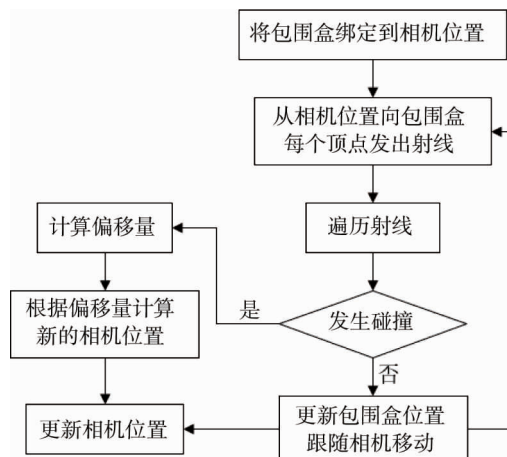 将包围盒绑定到相机位置
从相机位置向包围盒
每个顶点发出射线
遍历射线
计算偏移量
是
发生碰撞
根据偏移量计算
新的相机位置
否
更新相机位置
更新包围盒位置
跟随相机移动